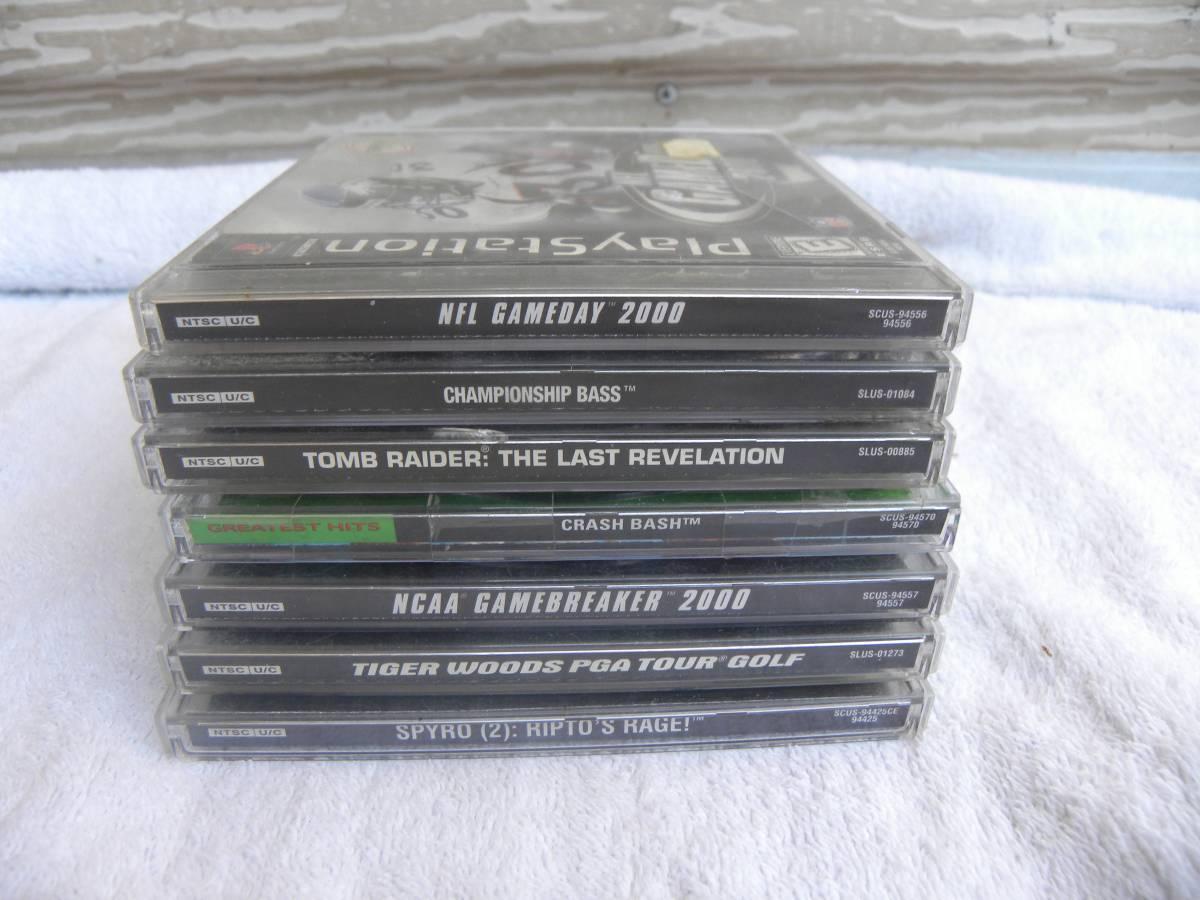 PlayStation
NTSC U/C
NFL GAMEDAY™ 2000
SCUS-94556
94556
NTSC U/C
CHAMPIONSHIP BASS™
SLUS-01084
NTSC U/C
TOMB RAIDER®: THE LAST REVELATION
SLUS-00885
GREATEST HITS
CRASH BASH™
SCUS-94570
94570
NTSC U/C
NCAA® GAMEBREAKER™ 2000
SCUS-94557
94557
NTSC U/C
TIGER WOODS PGA TOUR® GOLF
SLUS-01273
NTSC U/C
SPYRO (2): RIPTO'S RAGE!™
SCUS-94425CE
94425